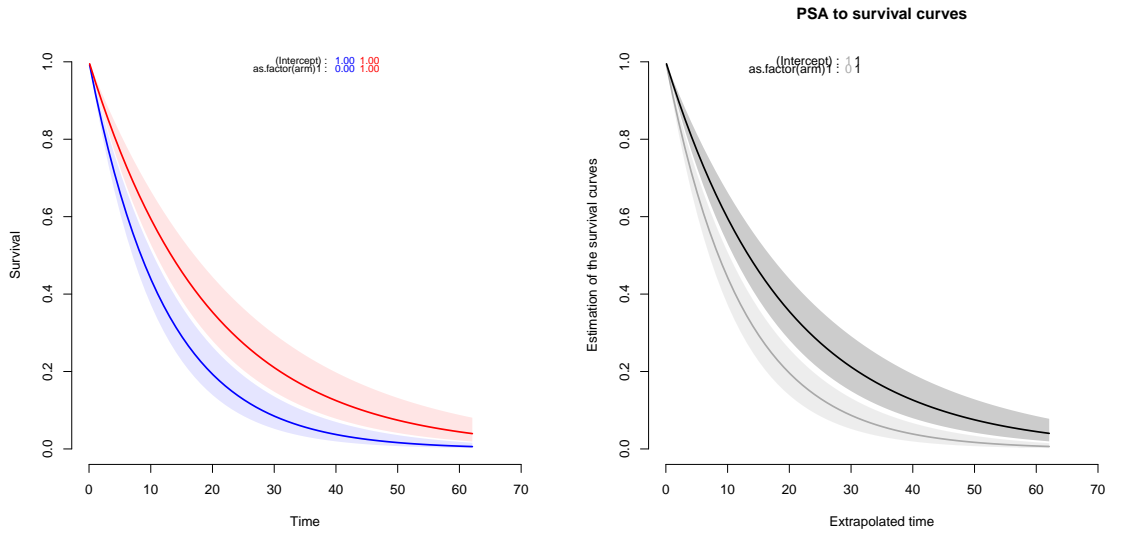 PSA to survival curves
(Intercept) : 1.00 1.00
as.factor(arm)1 : 0.00 1.00
Survival
1.0
0.8
0.6
0.4
0.2
0.0
0 10 20 30 40 50 60 70
Time
(Intercept) : 1 1
as.factor(arm)1 : 0 1
Estimation of the survival curves
1.0
0.8
0.6
0.4
0.2
0.0
0 10 20 30 40 50 60 70
Extrapolated time